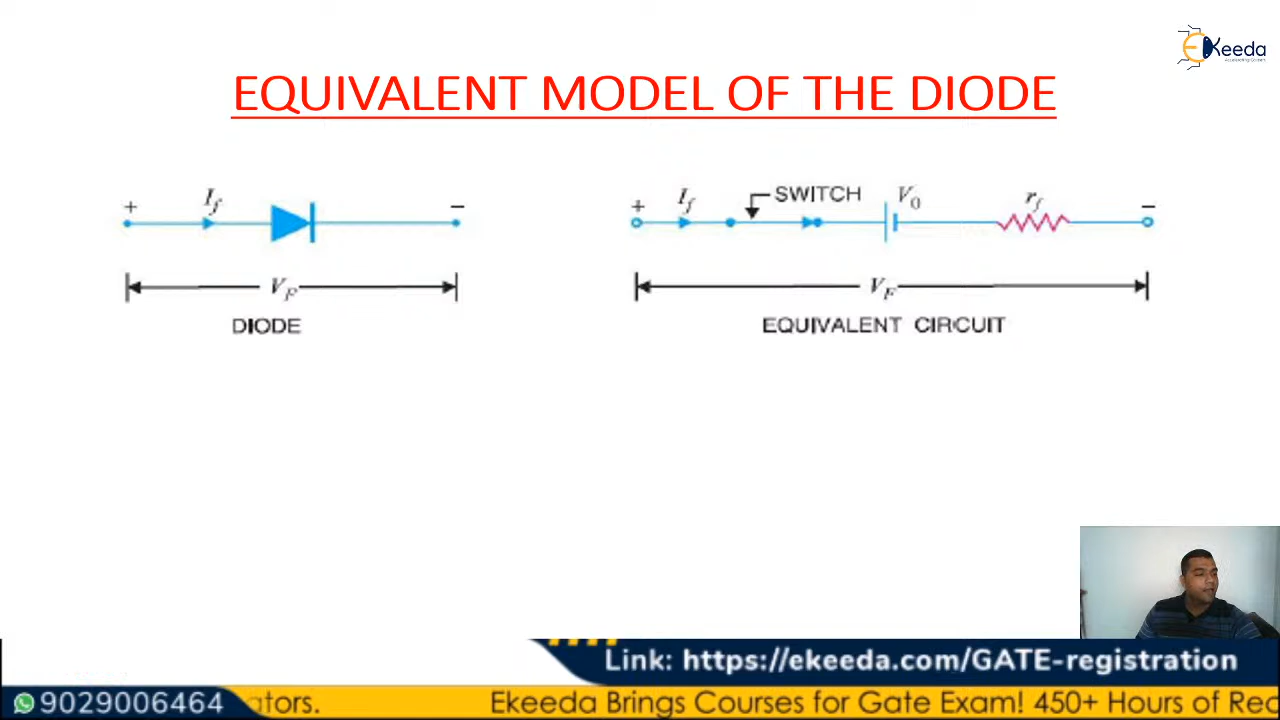 EKeeda
EQUIVALENT MODEL OF THE DIODE
+ If −
VF
DIODE
+ If SWITCH V0 rf −
VF
EQUIVALENT CIRCUIT
Link: https://ekeeda.com/GATE-registration
9029006464 ators. Ekeeda Brings Courses for Gate Exam! 450+ Hours of Rec